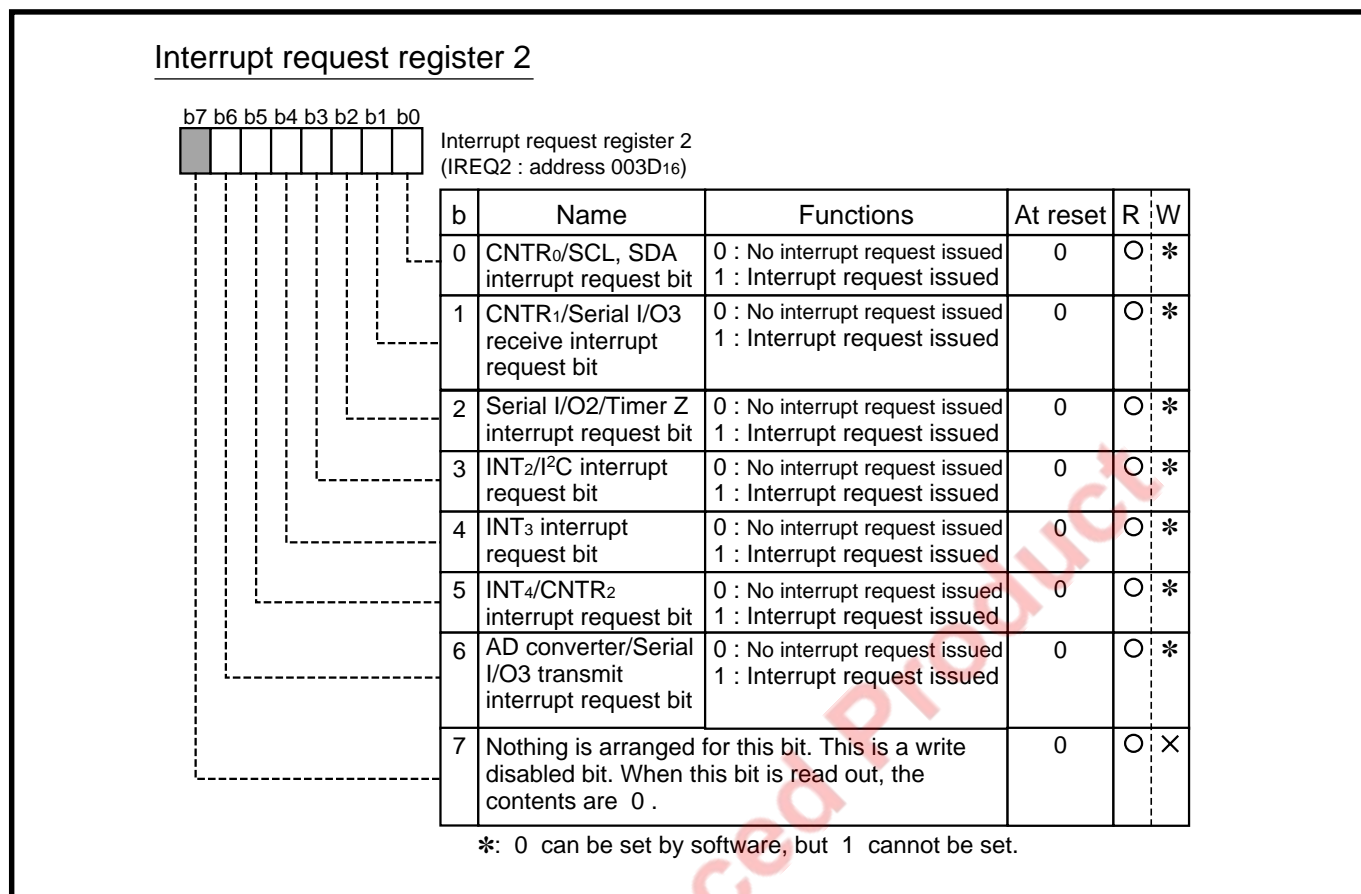 Interrupt request register 2
b7 b6 b5 b4 b3 b2 b1 b0
Interrupt request register 2
(IREQ2 : address 003D16)
b Name Functions At reset R W
0 CNTR0/SCL, SDA 0 : No interrupt request issued 0 ○ ✻
interrupt request bit 1 : Interrupt request issued
1 CNTR1/Serial I/O3 0 : No interrupt request issued 0 ○ ✻
receive interrupt 1 : Interrupt request issued
request bit
2 Serial I/O2/Timer Z 0 : No interrupt request issued 0 ○ ✻
interrupt request bit 1 : Interrupt request issued
3 INT2/I²C interrupt 0 : No interrupt request issued 0 ○ ✻
request bit 1 : Interrupt request issued
4 INT3 interrupt 0 : No interrupt request issued 0 ○ ✻
request bit 1 : Interrupt request issued
5 INT4/CNTR2 0 : No interrupt request issued 0 ○ ✻
interrupt request bit 1 : Interrupt request issued
6 AD converter/Serial 0 : No interrupt request issued 0 ○ ✻
I/O3 transmit 1 : Interrupt request issued
interrupt request bit
7 Nothing is arranged for this bit. This is a write 0 ○ ×
disabled bit. When this bit is read out, the
contents are 0 .
✻: 0 can be set by software, but 1 cannot be set.
ced Product